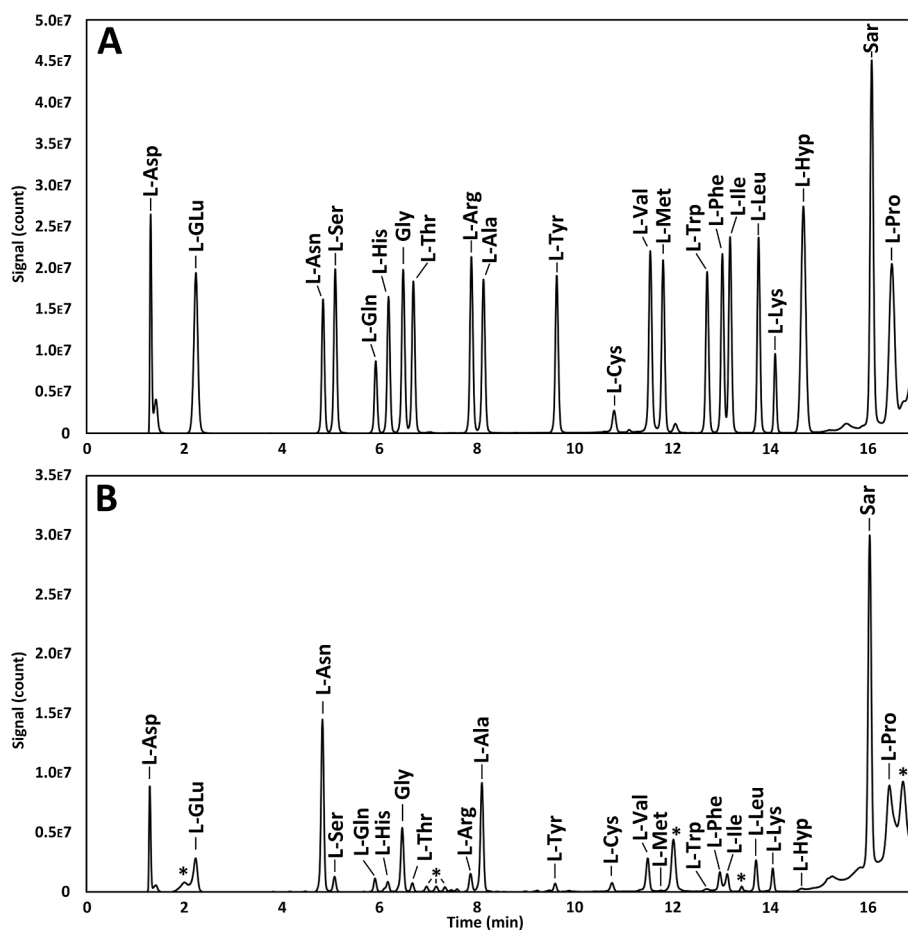 A
5.0E7
4.5E7
4.0E7
3.5E7
3.0E7
2.5E7
2.0E7
1.5E7
1.0E7
0.5E7
0
Signal (count)
L-Asp
L-GLu
L-Asn
L-Ser
L-Gln
L-His
Gly
L-Thr
L-Arg
L-Ala
L-Tyr
L-Cys
L-Val
L-Met
L-Trp
L-Phe
L-Ile
L-Leu
L-Lys
L-Hyp
Sar
L-Pro
0 2 4 6 8 10 12 14 16
B
3.5E7
3.0E7
2.5E7
2.0E7
1.5E7
1.0E7
0.5E7
0
Signal (count)
L-Asp
*
L-GLu
L-Asn
L-Ser
L-Gln
L-His
Gly
L-Thr
*
L-Arg
L-Ala
L-Tyr
L-Cys
L-Val
L-Met
*
L-Trp
L-Phe
L-Ile
*
L-Leu
L-Lys
L-Hyp
Sar
L-Pro
*
0 2 4 6 8 10 12 14 16
Time (min)